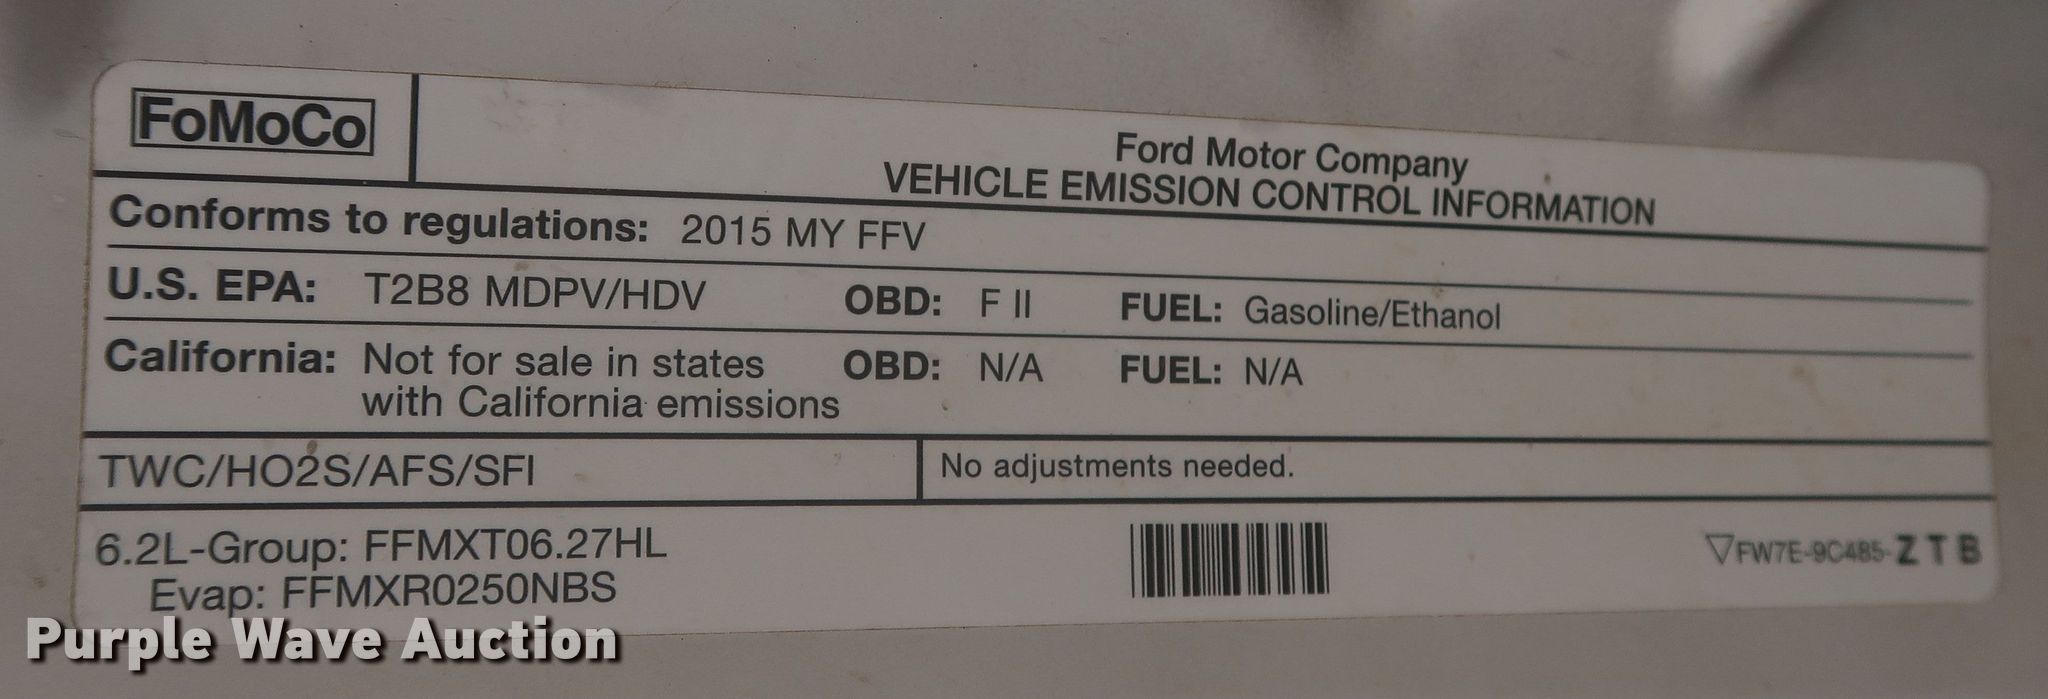 FoMoCo
Ford Motor Company
VEHICLE EMISSION CONTROL INFORMATION
Conforms to regulations: 2015 MY FFV
U.S. EPA: T2B8 MDPV/HDV OBD: F II FUEL: Gasoline/Ethanol
California: Not for sale in states OBD: N/A FUEL: N/A
with California emissions
TWC/HO2S/AFS/SFI No adjustments needed.
6.2L-Group: FFMXT06.27HL
Evap: FFMXR0250NBS
FW7E-9C485-ZTB
Purple Wave Auction